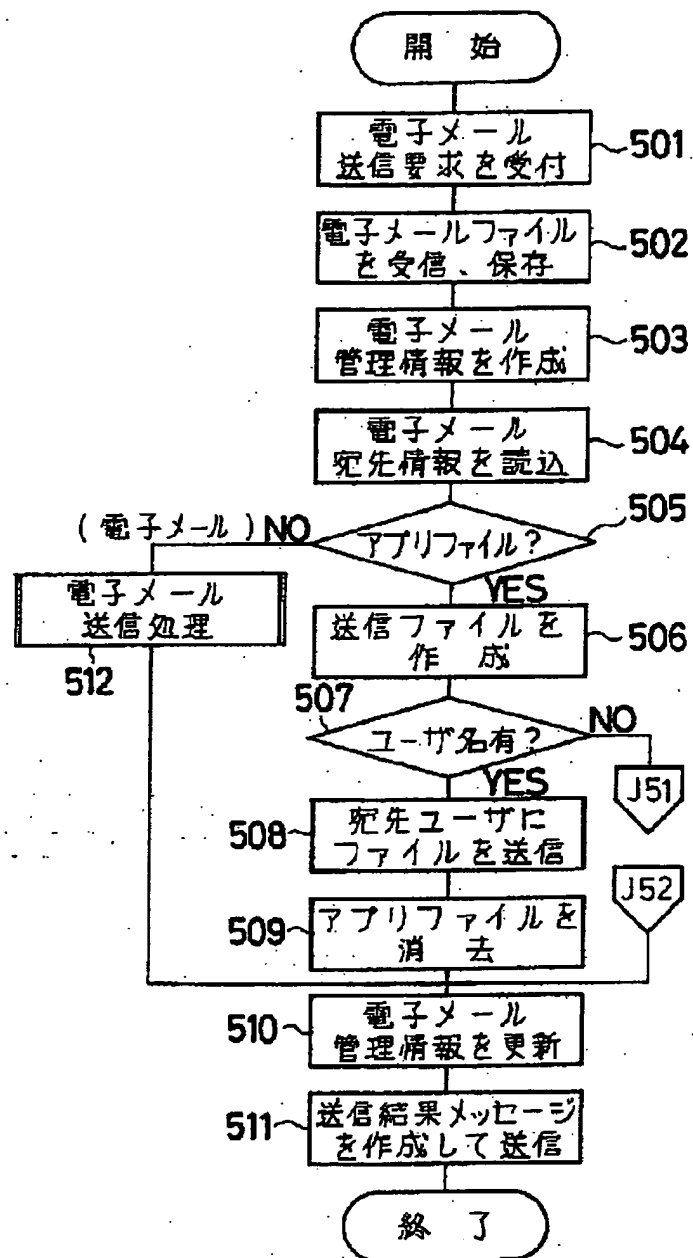 開 始
電子メール
送信要求を受付
501
電子メールファイル
を受信、保存
502
電子メール
管理情報を作成
503
電子メール
宛先情報を読込
504
505
(電子メール) NO
アプリファイル?
YES
電子メール
送信処理
512
送信ファイルを
作 成
506
507
ユーザ名有?
NO
YES
J51
508
宛先ユーザに
ファイルを送信
J52
509
アプリファイルを
消 去
510
電子メール
管理情報を更新
511
送信結果メッセージ
を作成して送信
終 了